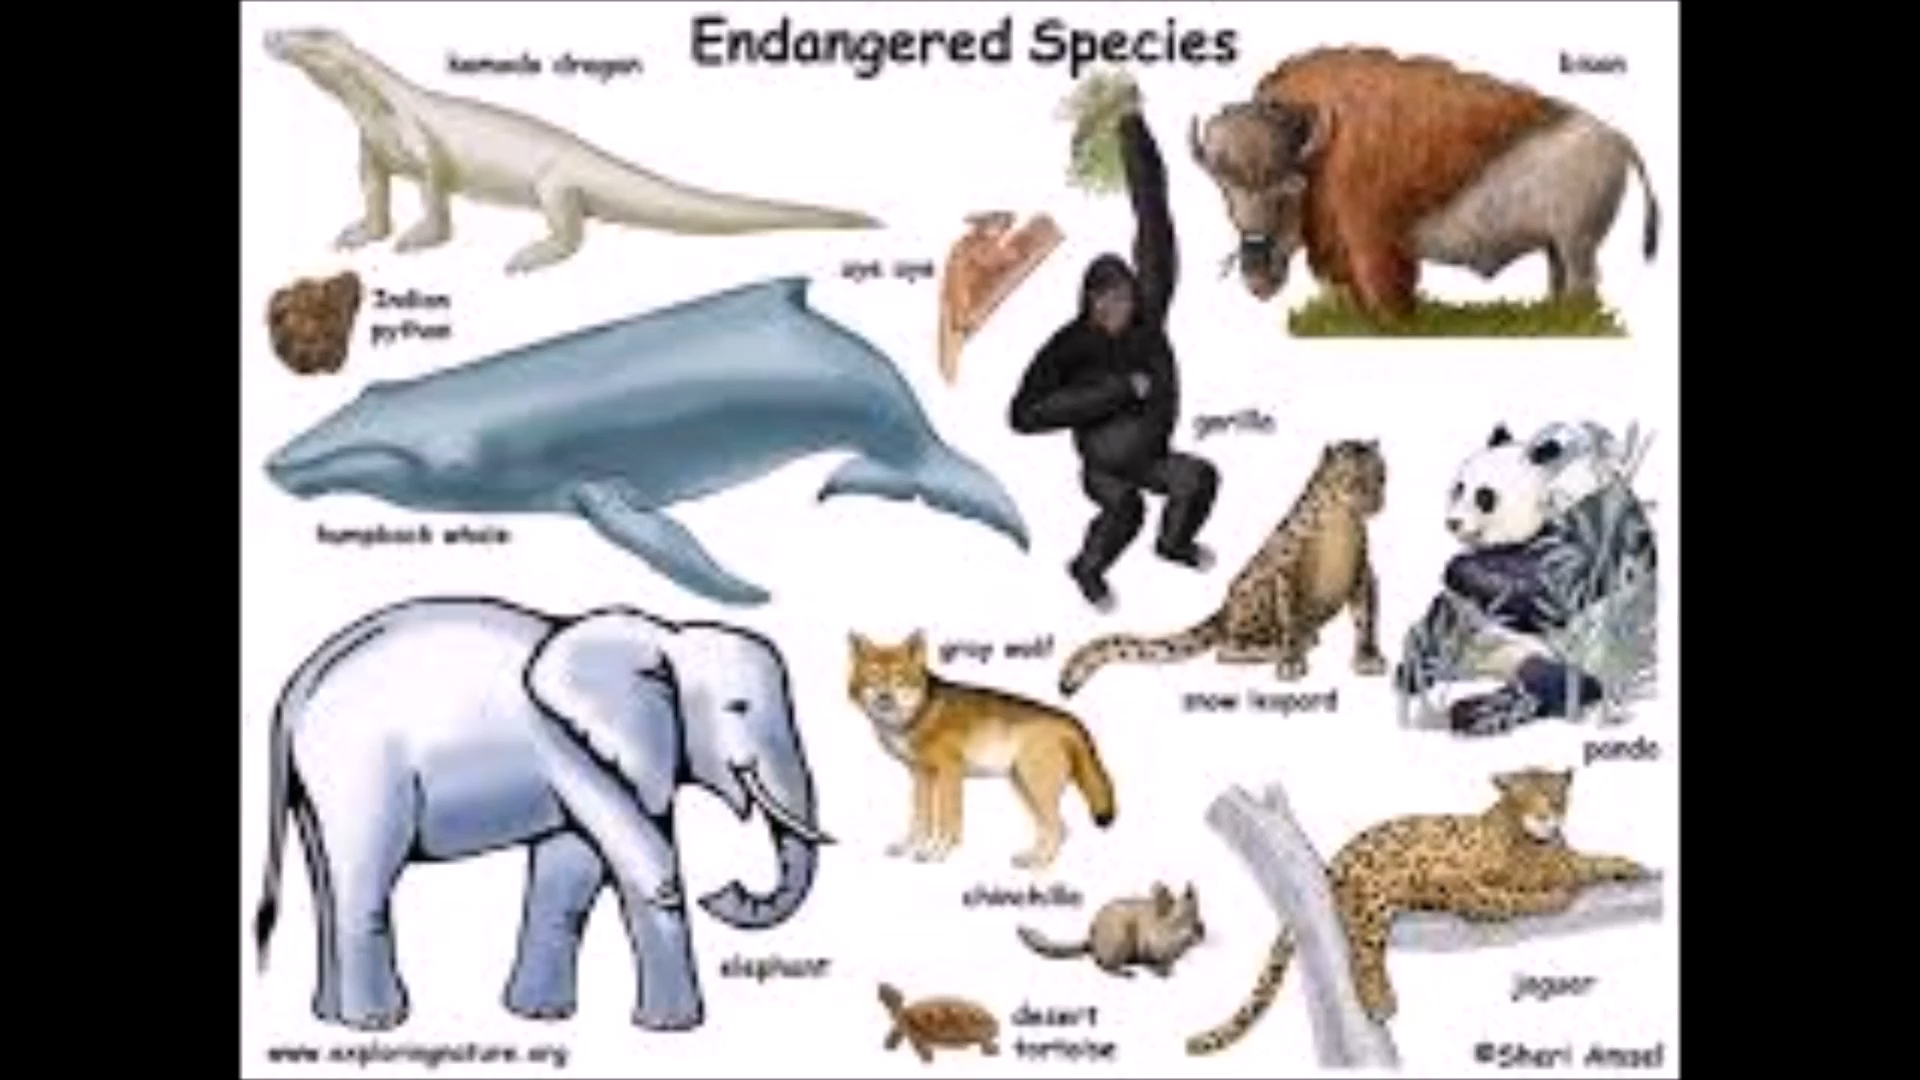 Endangered Species
komodo dragon
bison
aye aye
Indian
python
gorilla
humpback whale
gray wolf
snow leopard
panda
chinchilla
elephant
jaguar
desert
tortoise
www.exploringnature.org
©Sheri Amsel